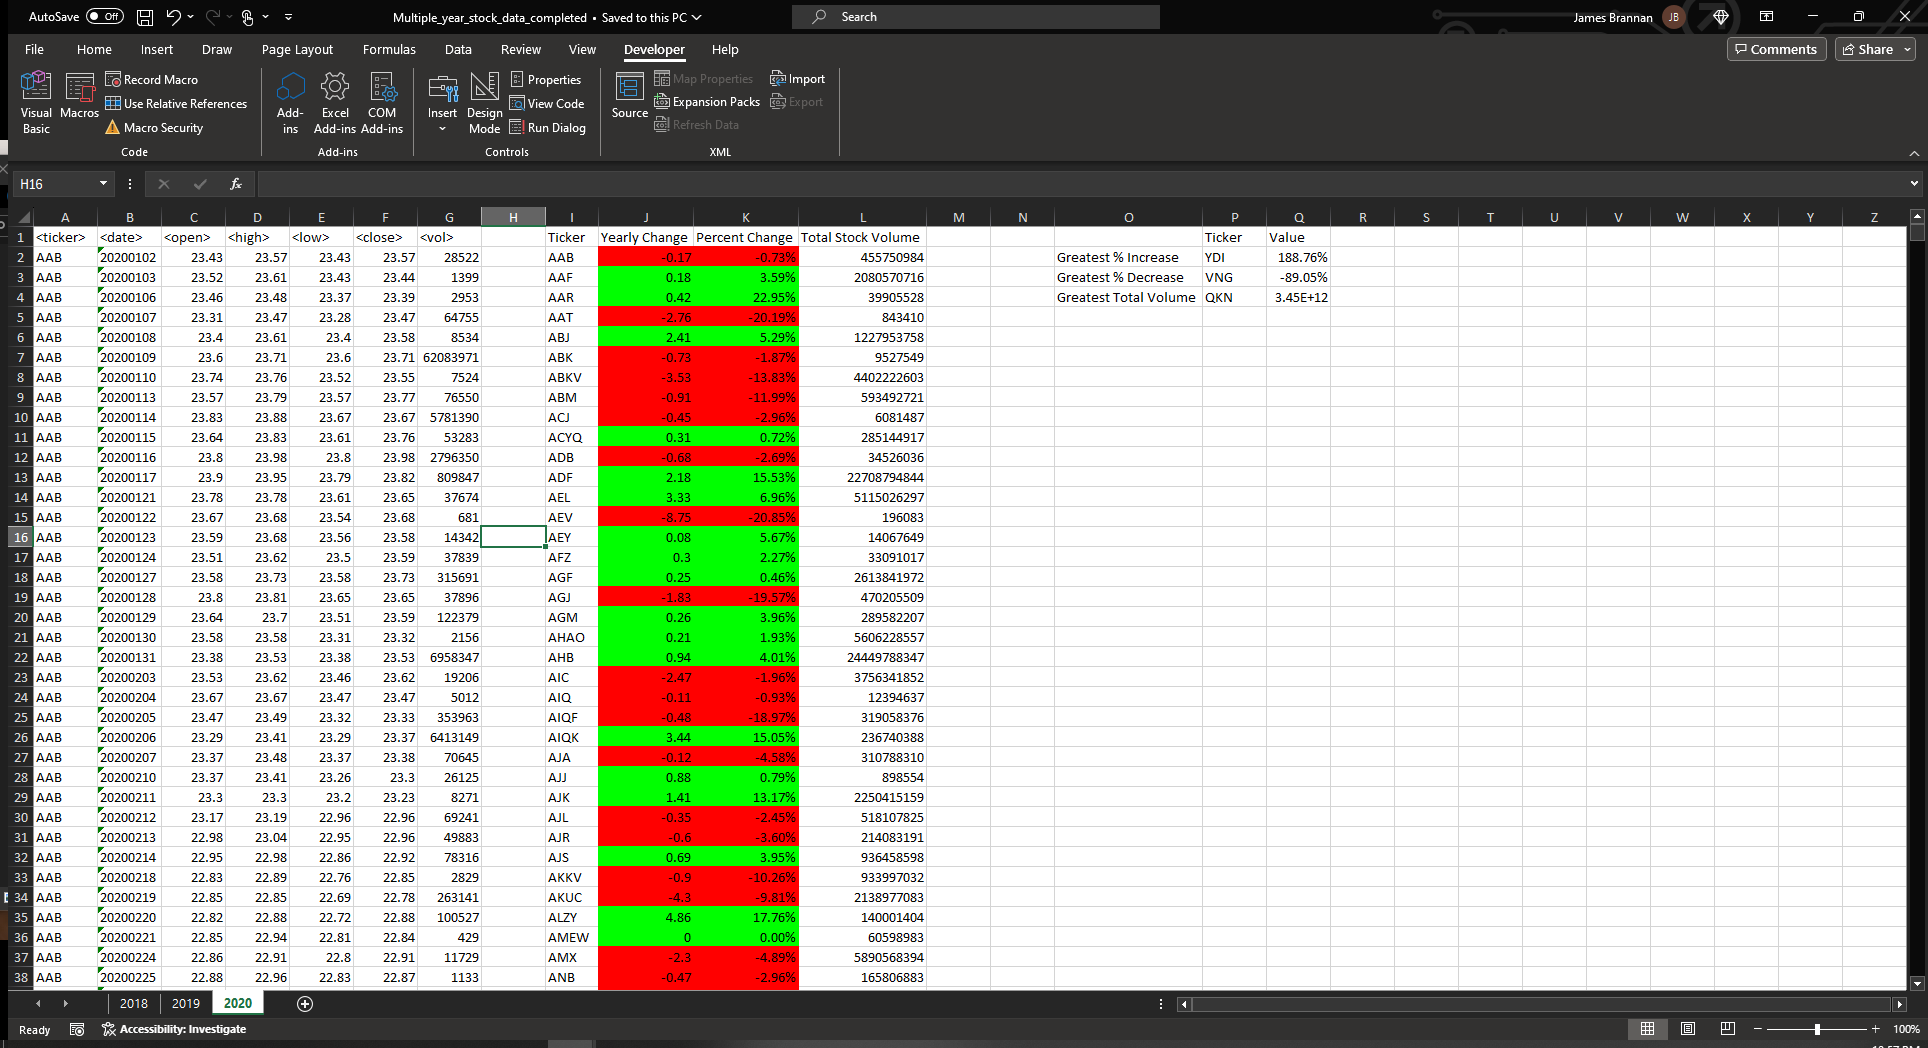 AutoSave Off Multiple_year_stock_data_completed • Saved to this PC Search James Brannan JB
File Home Insert Draw Page Layout Formulas Data Review View Developer Help Comments Share
Visual Basic Macros Record Macro Use Relative References Macro Security Code
Add-ins Excel Add-ins COM Add-ins Add-ins
Insert Design Mode Properties View Code Run Dialog Controls
Source Map Properties Expansion Packs Refresh Data Import Export XML
H16 fx
A B C D E F G H I J K L M N O P Q R S T U V W X Y Z
1 <ticker> <date> <open> <high> <low> <close> <vol> Ticker Yearly Change Percent Change Total Stock Volume Ticker Value
2 AAB 20200102 23.43 23.57 23.43 23.57 28522 AAB -0.17 -0.73% 455750984 Greatest % Increase YDI 188.76%
3 AAB 20200103 23.52 23.61 23.43 23.44 1399 AAF 0.18 3.59% 2080570716 Greatest % Decrease VNG -89.05%
4 AAB 20200106 23.46 23.48 23.37 23.39 2953 AAR 0.42 22.95% 39905528 Greatest Total Volume QKN 3.45E+12
5 AAB 20200107 23.31 23.47 23.28 23.47 64755 AAT -2.76 -20.19% 843410
6 AAB 20200108 23.4 23.61 23.4 23.58 8534 ABJ 2.41 5.29% 1227953758
7 AAB 20200109 23.6 23.71 23.6 23.71 62083971 ABK -0.73 -1.87% 9527549
8 AAB 20200110 23.74 23.76 23.52 23.55 7524 ABKV -3.53 -13.83% 4402222603
9 AAB 20200113 23.57 23.79 23.57 23.77 76550 ABM -0.91 -11.99% 593492721
10 AAB 20200114 23.83 23.88 23.67 23.67 5781390 ACJ -0.45 -2.96% 6081487
11 AAB 20200115 23.64 23.83 23.61 23.76 53283 ACYQ 0.31 0.72% 285144917
12 AAB 20200116 23.8 23.98 23.8 23.98 2796350 ADB -0.68 -2.69% 34526036
13 AAB 20200117 23.9 23.95 23.79 23.82 809847 ADF 2.18 15.53% 22708794844
14 AAB 20200121 23.78 23.78 23.61 23.65 37674 AEL 3.33 6.96% 5115026297
15 AAB 20200122 23.67 23.68 23.54 23.68 681 AEV -8.75 -20.85% 196083
16 AAB 20200123 23.59 23.68 23.56 23.58 14342 AEY 0.08 5.67% 14067649
17 AAB 20200124 23.51 23.62 23.5 23.59 37839 AFZ 0.3 2.27% 33091017
18 AAB 20200127 23.58 23.73 23.58 23.73 315691 AGF 0.25 0.46% 2613841972
19 AAB 20200128 23.8 23.81 23.65 23.65 37896 AGJ -1.83 -19.57% 470205509
20 AAB 20200129 23.64 23.7 23.51 23.59 122379 AGM 0.26 3.96% 289582207
21 AAB 20200130 23.58 23.58 23.31 23.32 2156 AHAO 0.21 1.93% 5606228557
22 AAB 20200131 23.38 23.53 23.38 23.53 6958347 AHB 0.94 4.01% 24449788347
23 AAB 20200203 23.53 23.62 23.46 23.62 19206 AIC -2.47 -1.96% 3756341852
24 AAB 20200204 23.67 23.67 23.47 23.47 5012 AIQ -0.11 -0.93% 12394637
25 AAB 20200205 23.47 23.49 23.32 23.33 353963 AIQF -0.48 -18.97% 319058376
26 AAB 20200206 23.29 23.41 23.29 23.37 6413149 AIQK 3.44 15.05% 236740388
27 AAB 20200207 23.37 23.48 23.37 23.38 70645 AJA -0.12 -4.58% 310788310
28 AAB 20200210 23.37 23.41 23.26 23.3 26125 AJJ 0.88 0.79% 898554
29 AAB 20200211 23.3 23.3 23.2 23.23 8271 AJK 1.41 13.17% 2250415159
30 AAB 20200212 23.17 23.19 22.96 22.96 69241 AJL -0.35 -2.45% 518107825
31 AAB 20200213 22.98 23.04 22.95 22.96 49883 AJR -0.6 -3.60% 214083191
32 AAB 20200214 22.95 22.98 22.86 22.92 78316 AJS 0.69 3.95% 936458598
33 AAB 20200218 22.83 22.89 22.76 22.85 2829 AKKV -0.9 -10.26% 933997032
34 AAB 20200219 22.85 22.85 22.69 22.78 263141 AKUC -4.3 -9.81% 2138977083
35 AAB 20200220 22.82 22.88 22.72 22.88 100527 ALZY 4.86 17.76% 140001404
36 AAB 20200221 22.85 22.94 22.81 22.84 429 AMEW 0 0.00% 60598983
37 AAB 20200224 22.86 22.91 22.8 22.91 11729 AMX -2.3 -4.89% 5890568394
38 AAB 20200225 22.88 22.96 22.83 22.87 1133 ANB -0.47 -2.96% 165806883
2018 2019 2020
Ready Accessibility: Investigate 100%